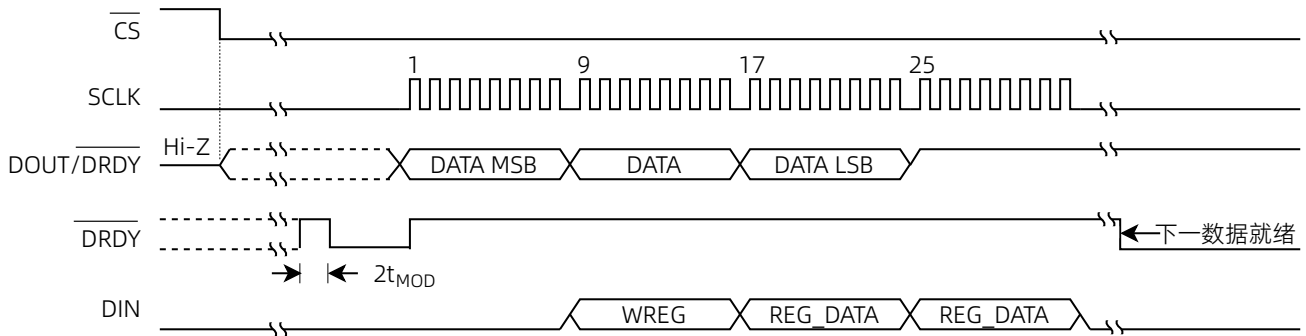 CS
1 9 17 25
SCLK
Hi-Z
DOUT/DRDY DATA MSB DATA DATA LSB
DRDY 下一数据就绪
2tMOD
DIN WREG REG_DATA REG_DATA